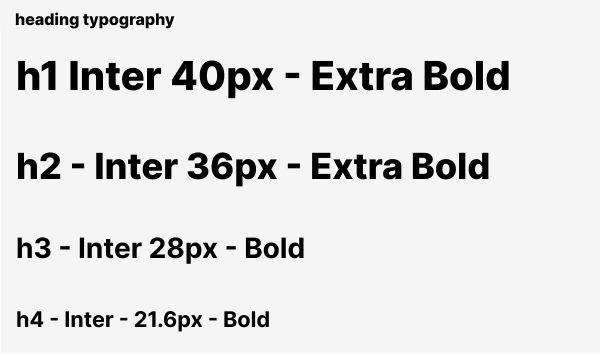 heading typography
h1 Inter 40px - Extra Bold
h2 - Inter 36px - Extra Bold
h3 - Inter 28px - Bold
h4 - Inter - 21.6px - Bold